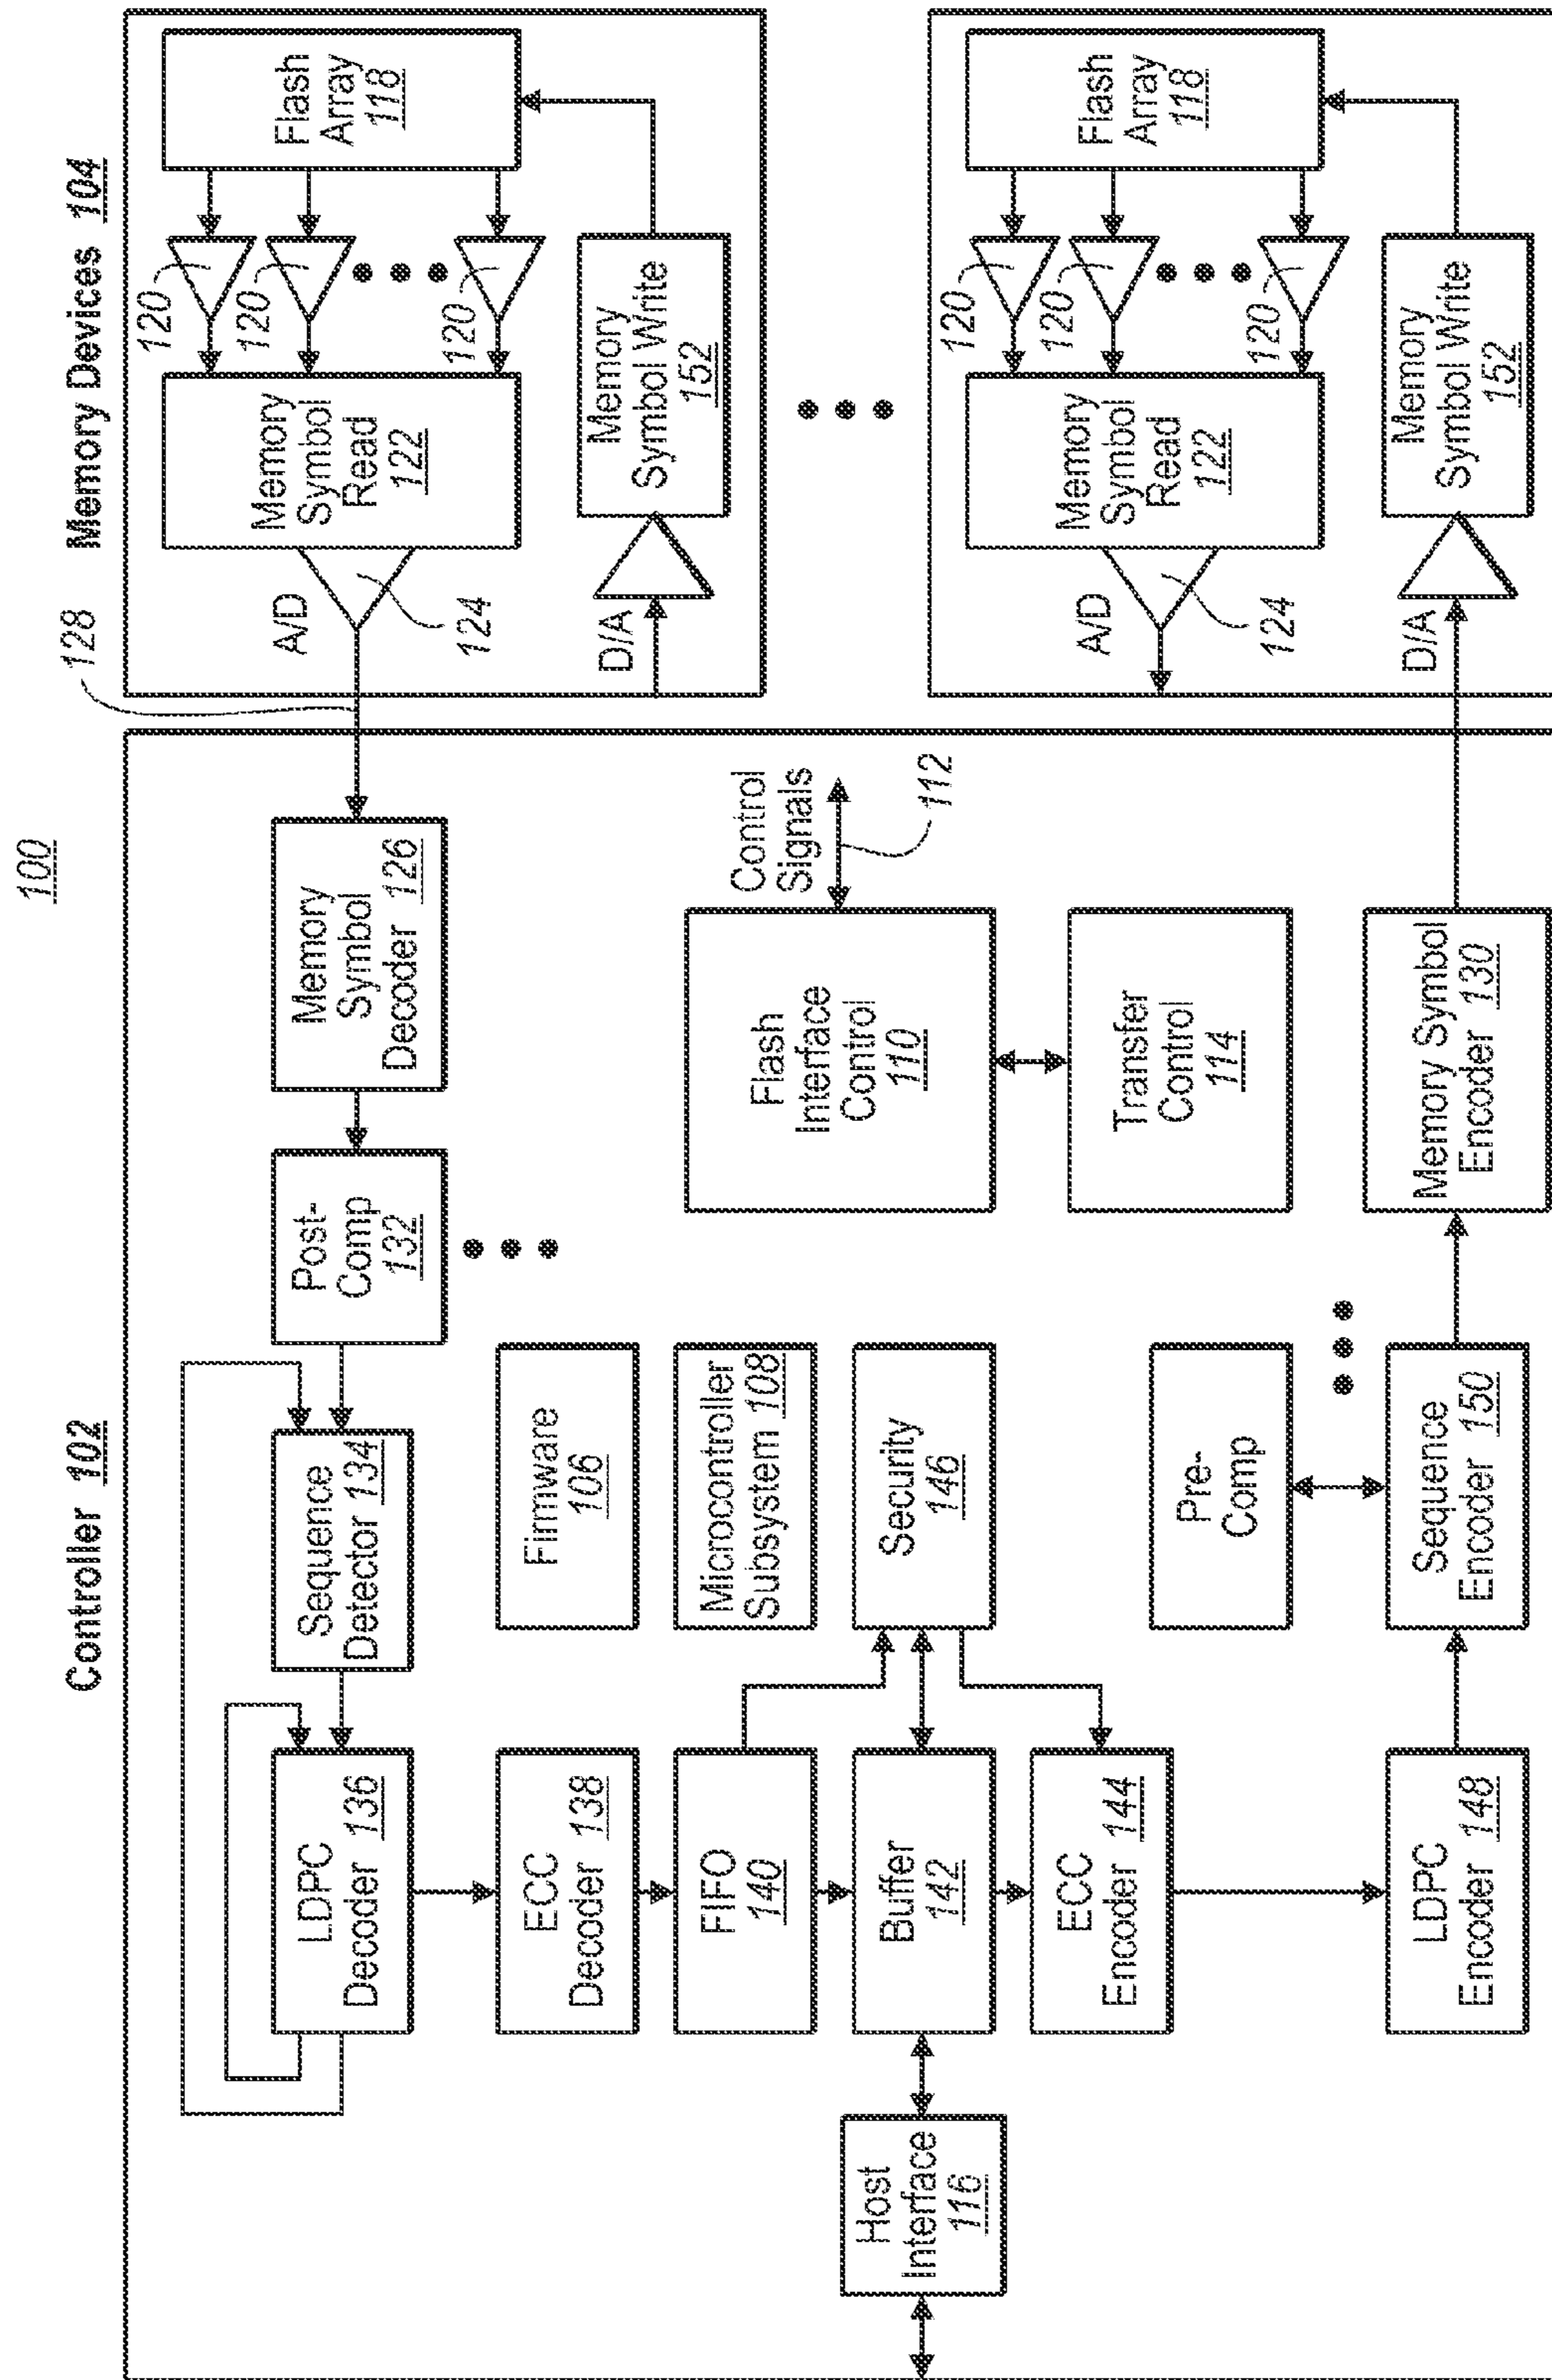 100
Controller 102
Memory Devices 104
LDPC
Decoder 136
Sequence
Detector 134
Post-
Comp
132
Memory
Symbol
Decoder 126
128
A/D
124
Memory
Symbol
Read
122
120
120
120
Flash
Array
118
D/A
Memory
Symbol Write
152
ECC
Decoder 138
Firmware
106
FIFO
140
Microcontroller
Subsystem 108
Control
Signals
112
Flash
Interface
Control
110
Host
Interface
116
Buffer
142
Security
146
ECC
Encoder 144
Transfer
Control
114
Pre-
Comp
A/D
124
Memory
Symbol
Read
122
120
120
120
Flash
Array
118
LDPC
Encoder 148
Sequence
Encoder 150
Memory Symbol
Encoder 130
D/A
Memory
Symbol Write
152